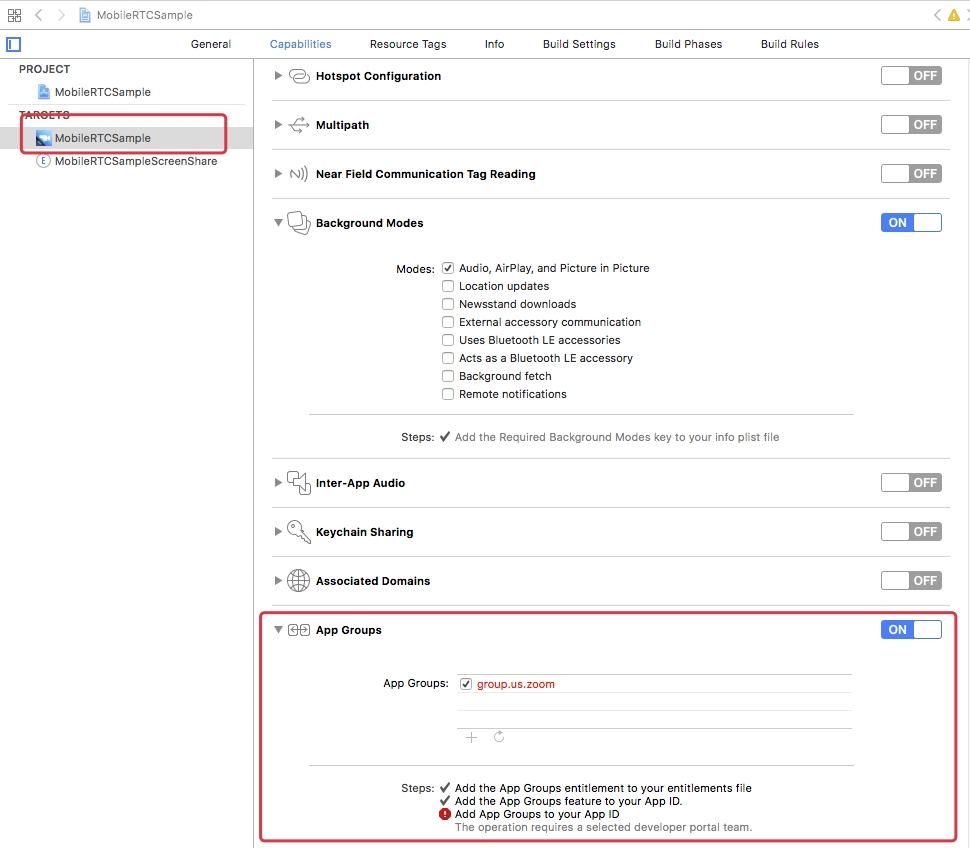 MobileRTCSample
General Capabilities Resource Tags Info Build Settings Build Phases Build Rules
PROJECT
MobileRTCSample
TARGETS
MobileRTCSample
E MobileRTCSampleScreenShare
Hotspot Configuration OFF
Multipath OFF
Near Field Communication Tag Reading OFF
Background Modes ON
Modes: Audio, AirPlay, and Picture in Picture
Location updates
Newsstand downloads
External accessory communication
Uses Bluetooth LE accessories
Acts as a Bluetooth LE accessory
Background fetch
Remote notifications
Steps: Add the Required Background Modes key to your info plist file
Inter-App Audio OFF
Keychain Sharing OFF
Associated Domains OFF
App Groups ON
App Groups: group.us.zoom
Steps: Add the App Groups entitlement to your entitlements file
Add the App Groups feature to your App ID.
Add App Groups to your App ID
The operation requires a selected developer portal team.